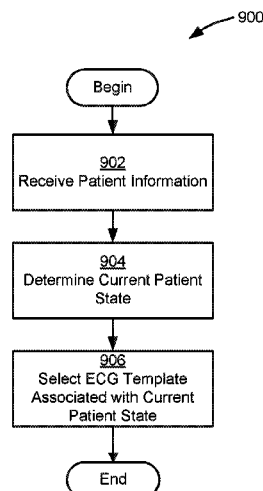 900
Begin
902
Receive Patient Information
904
Determine Current Patient
State
906
Select ECG Template
Associated with Current
Patient State
End